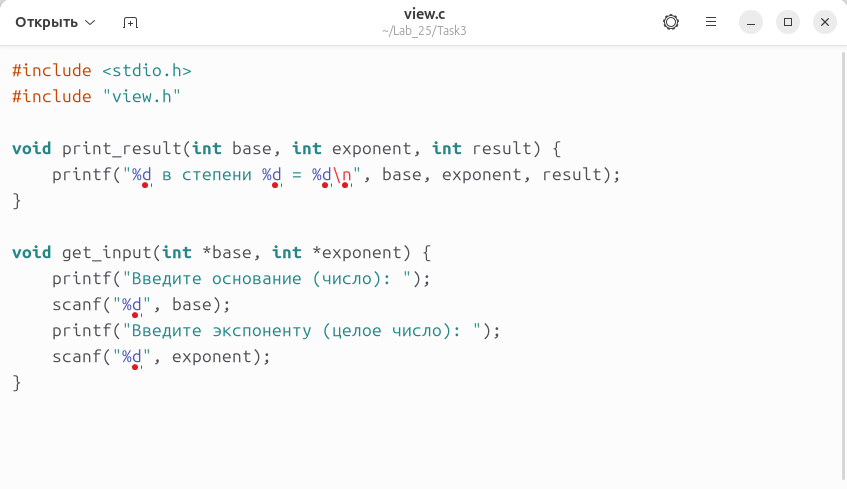 Открыть
view.c
~/Lab_25/Task3
#include <stdio.h>
#include "view.h"
void print_result(int base, int exponent, int result) {
    printf("%d в степени %d = %d\n", base, exponent, result);
}
void get_input(int *base, int *exponent) {
    printf("Введите основание (число): ");
    scanf("%d", base);
    printf("Введите экспоненту (целое число): ");
    scanf("%d", exponent);
}